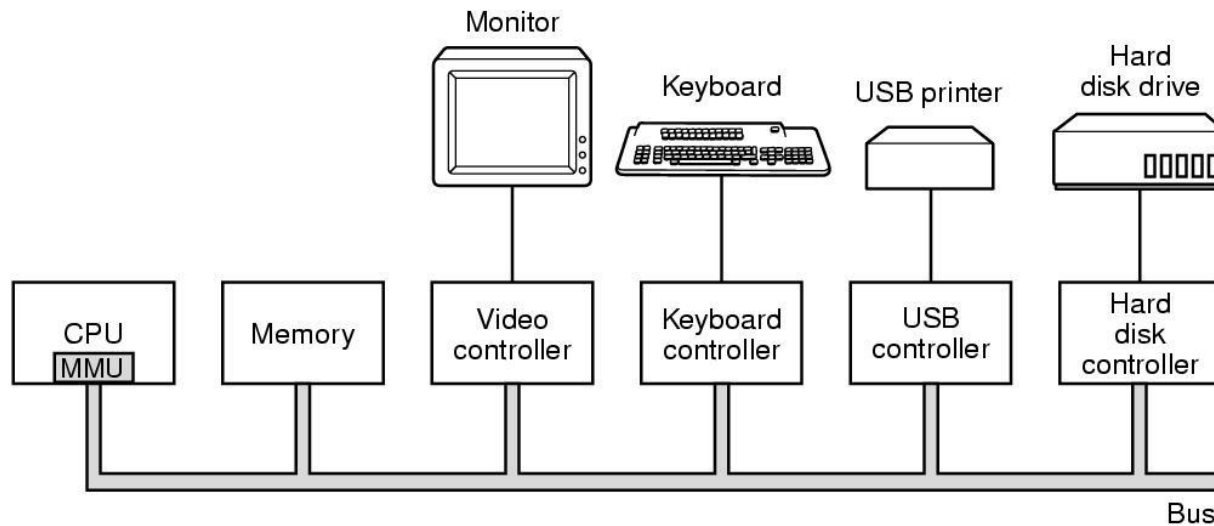 Monitor
Keyboard
USB printer
Hard
disk drive
CPU
MMU
Memory
Video
controller
Keyboard
controller
USB
controller
Hard
disk
controller
Bus